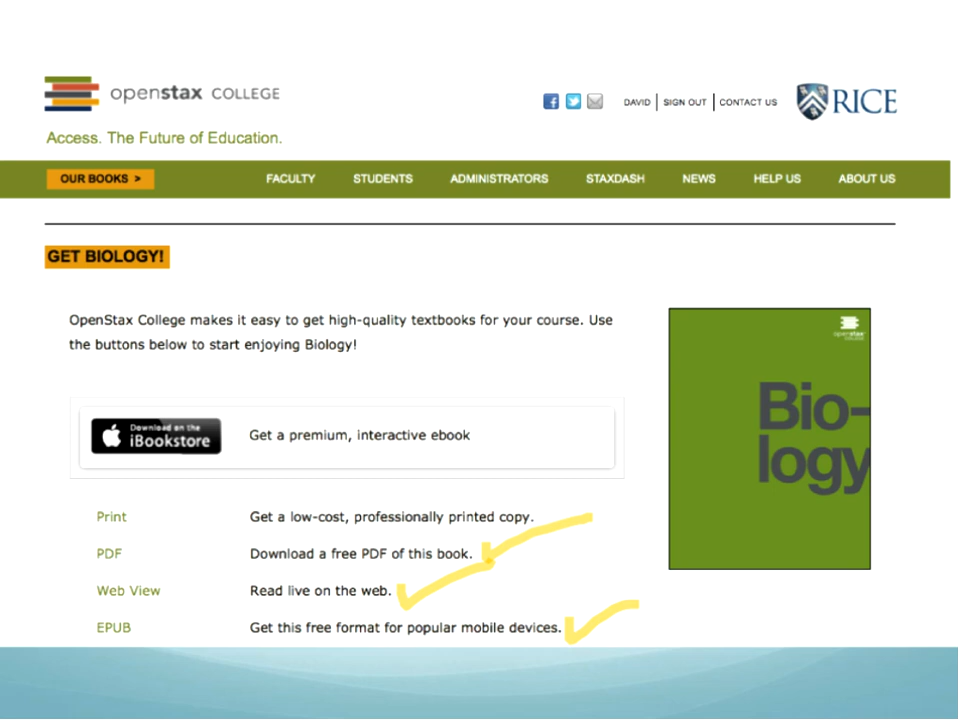 openstax COLLEGE
DAVID | SIGN OUT | CONTACT US
RICE
Access. The Future of Education.
OUR BOOKS >
FACULTY STUDENTS ADMINISTRATORS STAXDASH NEWS HELP US ABOUT US
GET BIOLOGY!
OpenStax College makes it easy to get high-quality textbooks for your course. Use
the buttons below to start enjoying Biology!
openstax
COLLEGE
Bio-
logy
Download on the
iBookstore
Get a premium, interactive ebook
Print Get a low-cost, professionally printed copy.
PDF Download a free PDF of this book.
Web View Read live on the web.
EPUB Get this free format for popular mobile devices.